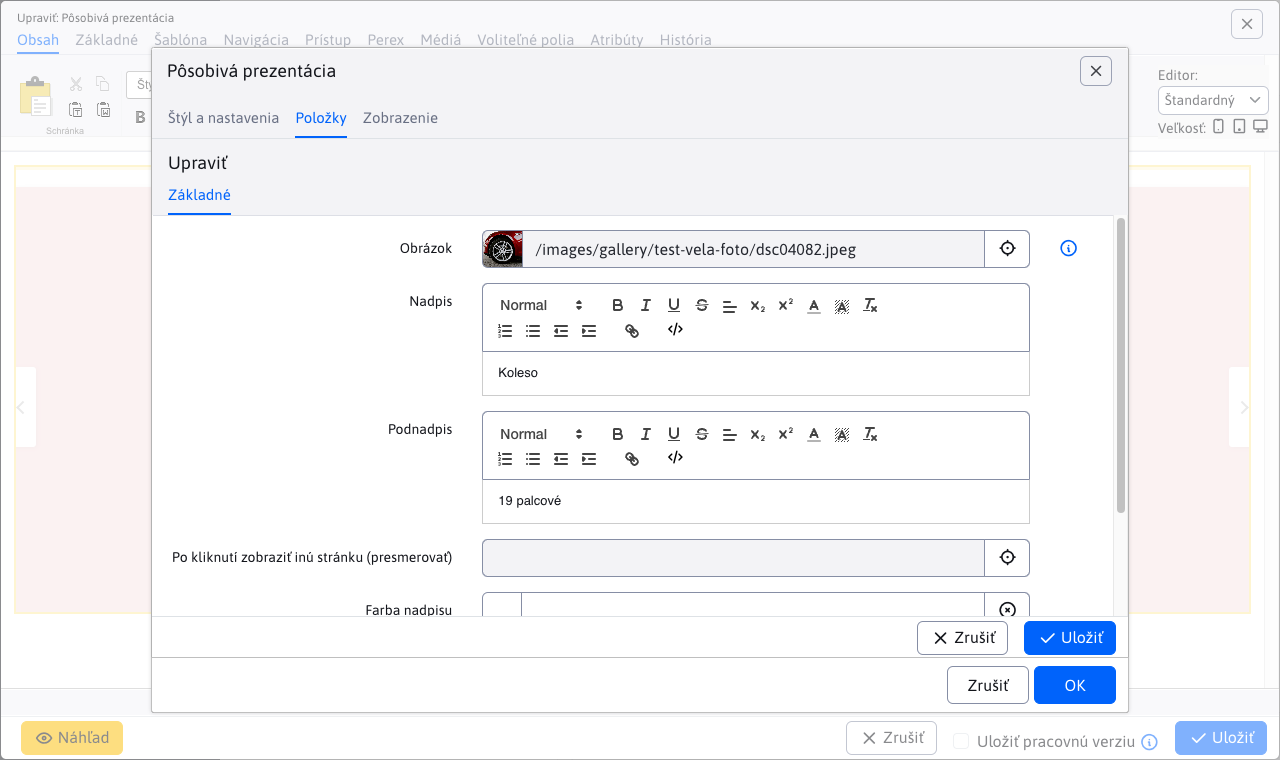 Upraviť: Pôsobivá prezentácia
Obsah Základné Šablóna Navigácia Prístup Perex Médiá Voliteľné polia Atribúty História
Schránka
Editor:
Štandardný
Veľkosť:
Pôsobivá prezentácia
Štýl a nastavenia Položky Zobrazenie
Upraviť
Základné
Obrázok /images/gallery/test-vela-foto/dsc04082.jpeg
Nadpis
Normal
Koleso
Podnadpis
Normal
19 palcové
Po kliknutí zobraziť inú stránku (presmerovať)
Farba nadpisu
Zrušiť Uložiť
Zrušiť OK
Náhľad Zrušiť Uložiť pracovnú verziu Uložiť